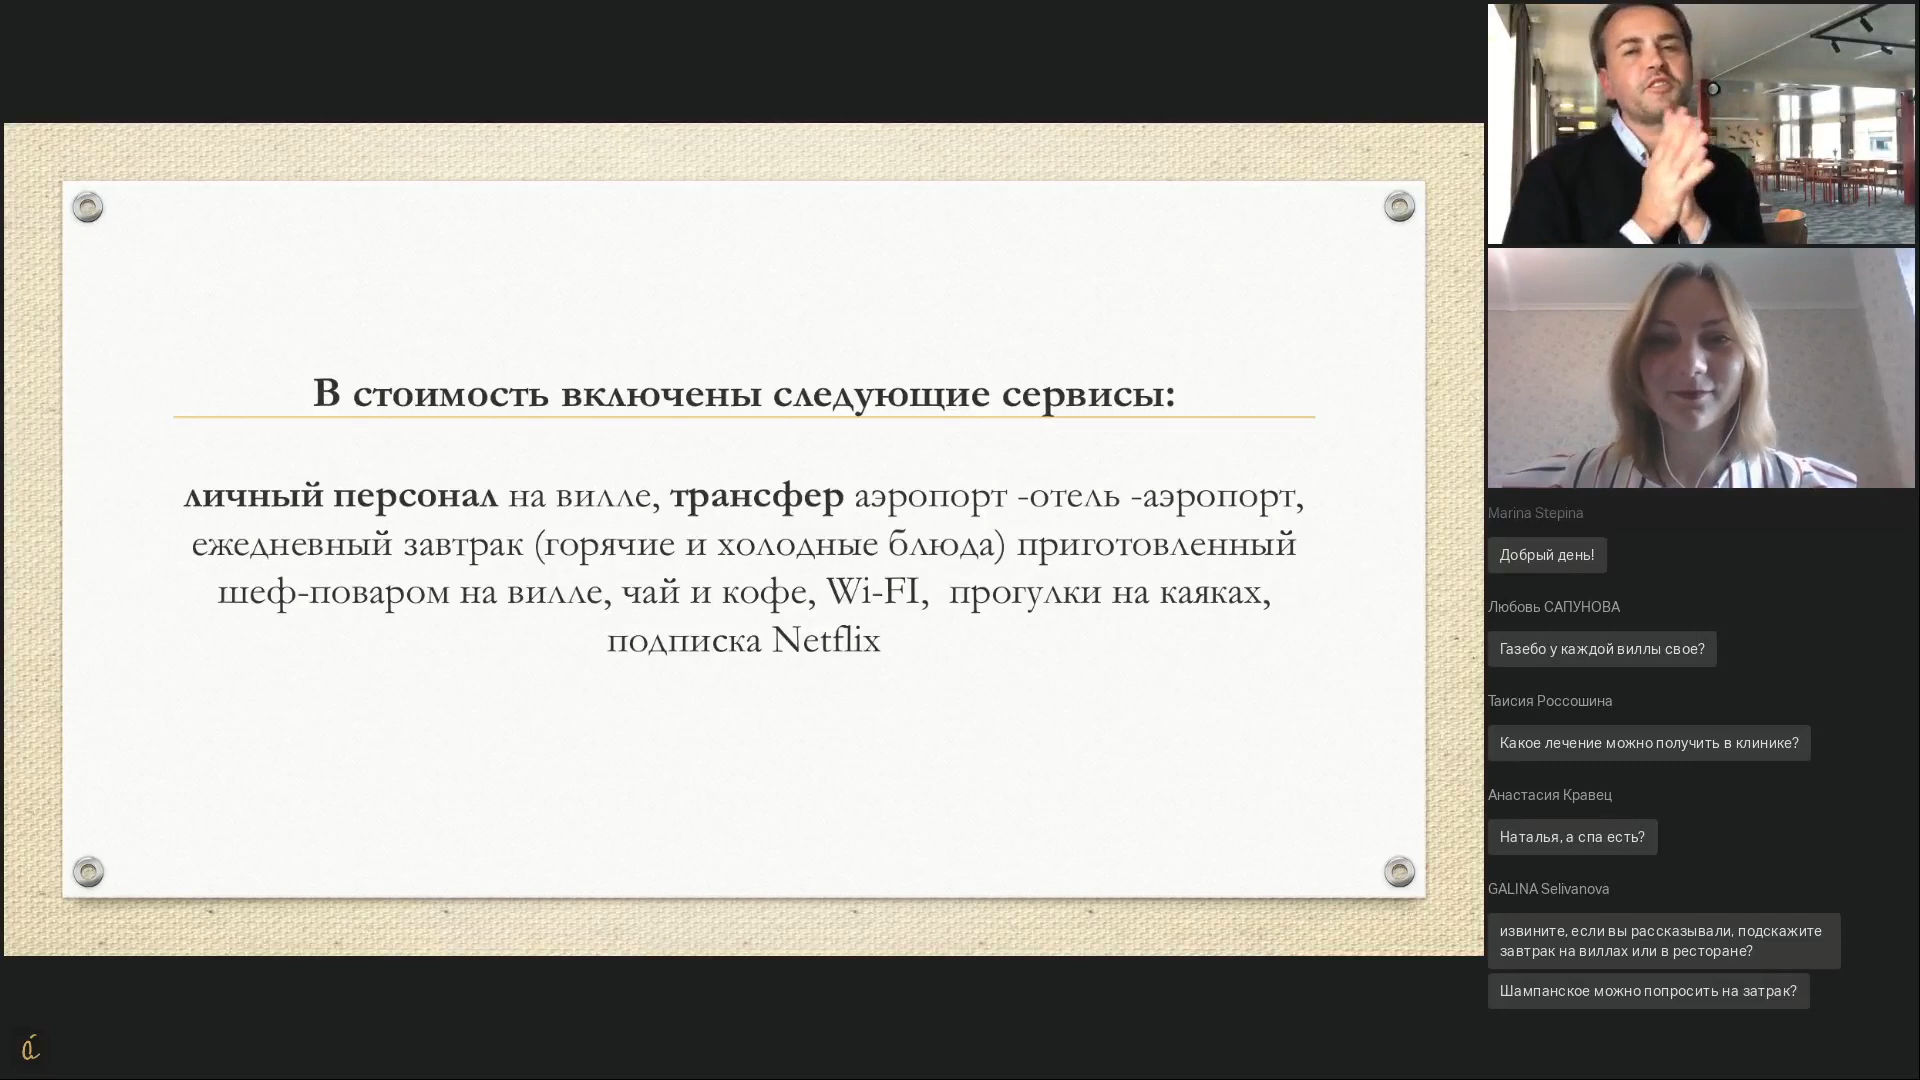 В стоимость включены следующие сервисы:
личный персонал на вилле, трансфер аэропорт -отель -аэропорт,
ежедневный завтрак (горячие и холодные блюда) приготовленный
шеф-поваром на вилле, чай и кофе, Wi-FI, прогулки на каяках,
подписка Netflix
Marina Stepina
Добрый день!
Любовь САПУНОВА
Газебо у каждой виллы свое?
Таисия Россошина
Какое лечение можно получить в клинике?
Анастасия Кравец
Наталья, а спа есть?
GALINA Selivanova
извините, если вы рассказывали, подскажите
завтрак на виллах или в ресторане?
Шампанское можно попросить на затрак?
á